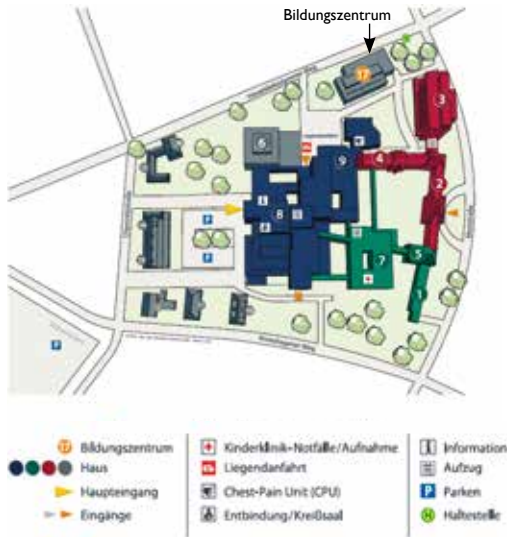 Bildungszentrum
17
3
6
9
4
2
8
5
7
1
P
P
P
17 Bildungszentrum
Haus
Haupteingang
Eingänge
Kinderklinik-Notfälle/Aufnahme
Liegendanfahrt
Chest-Pain Unit (CPU)
Entbindung/Kreißsaal
i Information
Aufzug
P Parken
H Haltestelle